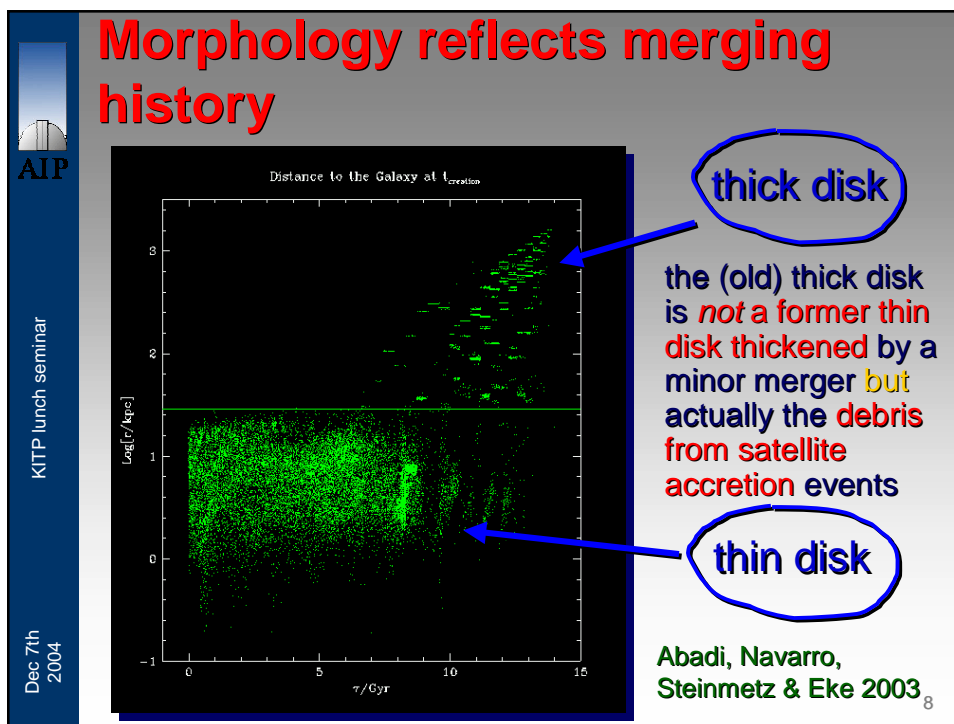 Morphology reflects merging
history
AIP
KITP lunch seminar
Dec 7th
2004
Distance to the Galaxy at t_creation
Log[r/kpc]
3
2
1
0
-1
0 5 10 15
τ/Gyr
thick disk
the (old) thick disk
is not a former thin
disk thickened by a
minor merger but
actually the debris
from satellite
accretion events
thin disk
Abadi, Navarro,
Steinmetz & Eke 2003
8